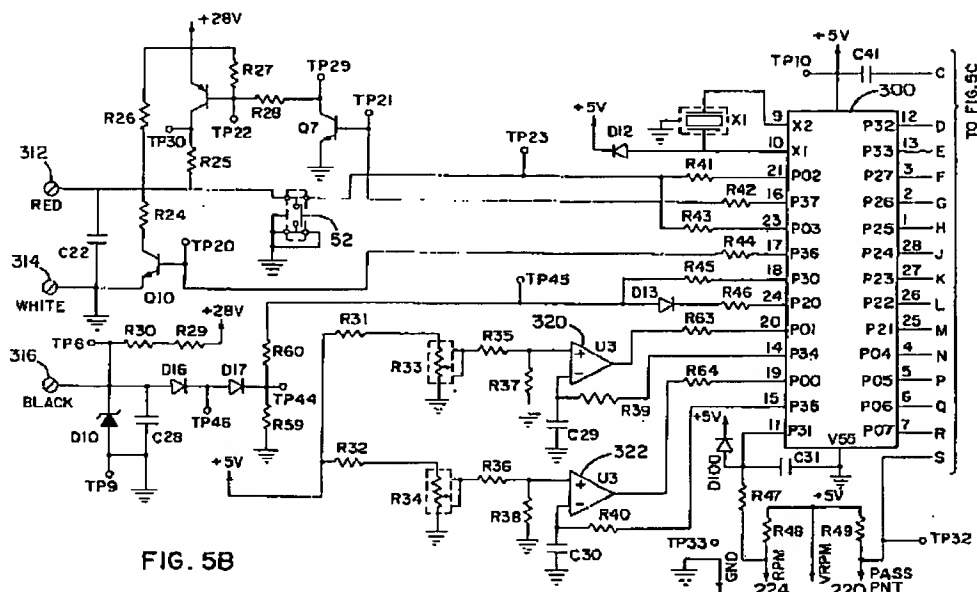 +28V
R27
TP29
TP21
R26
R28
TP22
Q7
TP30
R25
312
RED
R24
52
C22
TP20
314
WHITE
Q10
TP23
+5V
D12
X1
+5V
TP10
C41
C
300
9 X2 P32 12 D
10 X1 P33 13 E
R41 21 P02 P27 3 F
R42 16 P37 P26 2 G
R43 23 P03 P25 1 H
R44 17 P36 P24 28 J
R45 18 P30 P23 27 K
D13 R46 24 P20 P22 26 L
R63 20 P01 P21 25 M
14 P34 P04 4 N
R64 19 P00 P05 5 P
15 P35 P06 6 Q
11 P31 P07 7 R
VSS
S
TO FIG. 5C
TP45
+28V
TP6
R30 R29
316
BLACK
D16 D17
R60
TP44
TP46
R59
D10
C28
TP9
+5V
R31
R33
R35
320
U3
R37
R39
C29
R32
R34
R36
322
U3
R38
R40
C30
+5V
D100
C31
R47
+5V
R48
R49
TP32
TP33
GND
RPM
VRPM
PASS
PNT
224
220
FIG. 5B